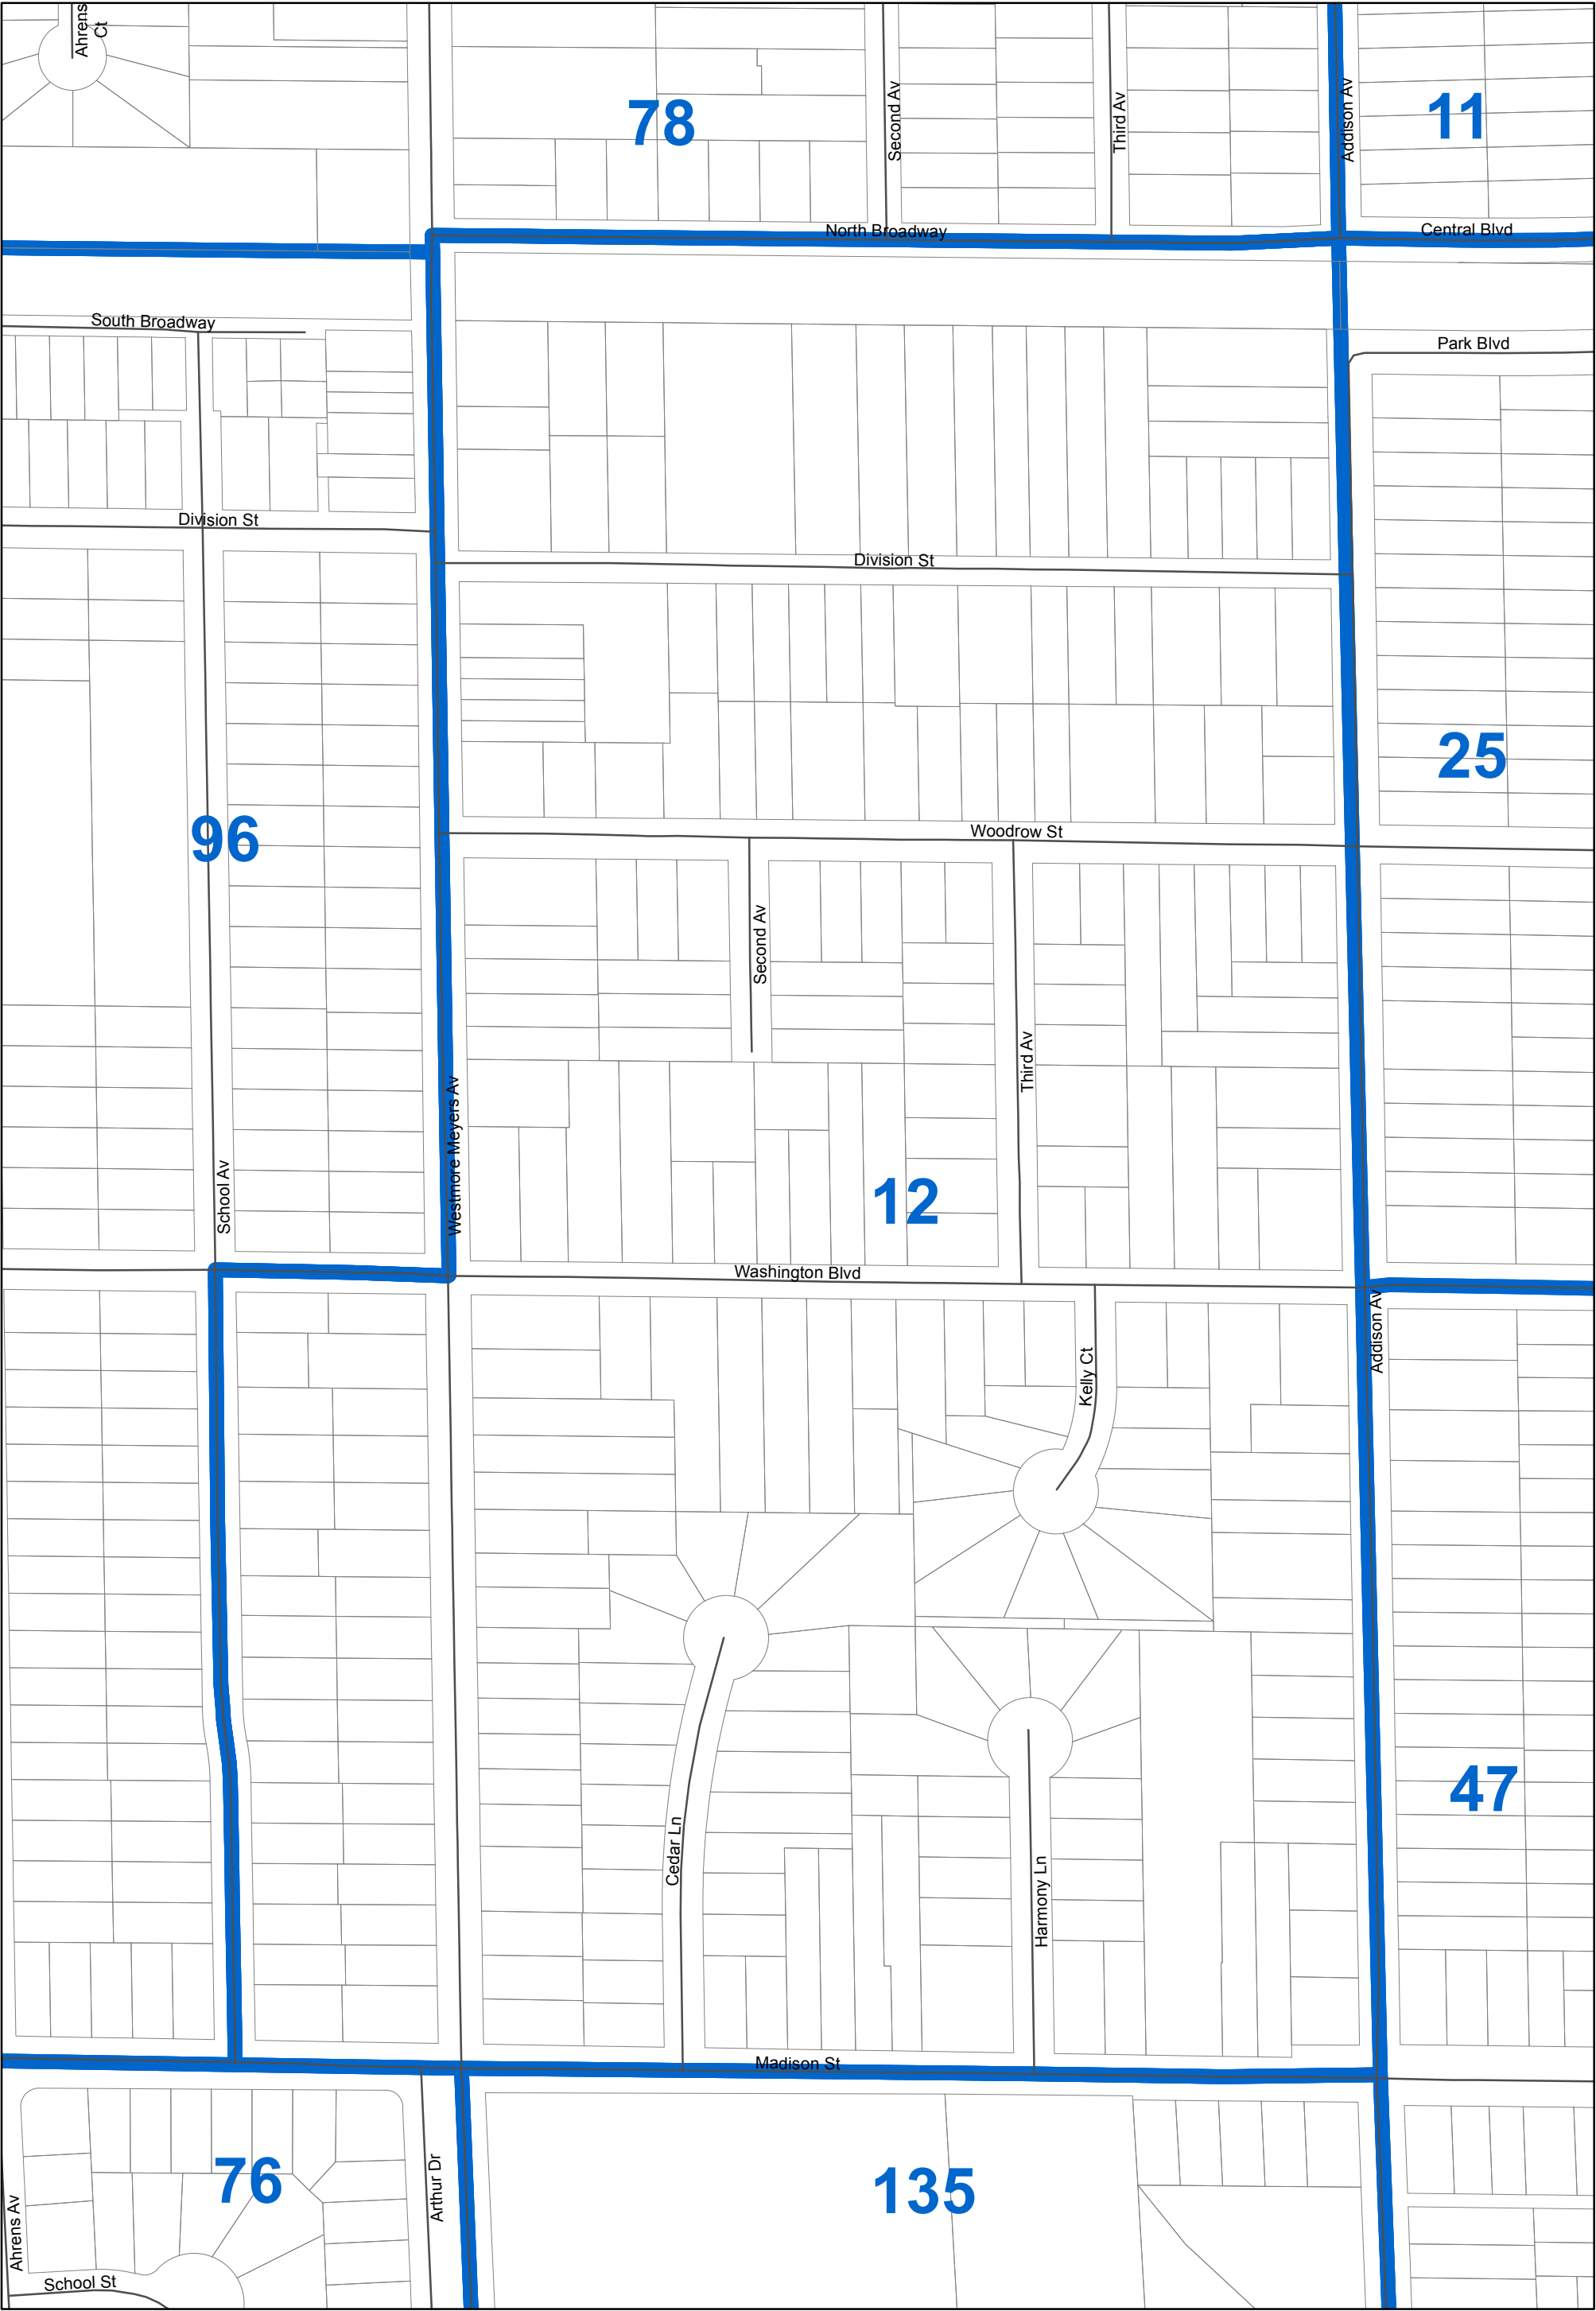 Ahrens
Ct
78
Second Av
Third Av
Addison Av
11
North Broadway
Central Blvd
South Broadway
Park Blvd
Division St
Division St
25
96
Woodrow St
Second Av
Third Av
Westmore Meyers Av
School Av
12
Washington Blvd
Addison Av
Kelly Ct
47
Cedar Ln
Harmony Ln
Madison St
76
135
Arthur Dr
Ahrens Av
School St